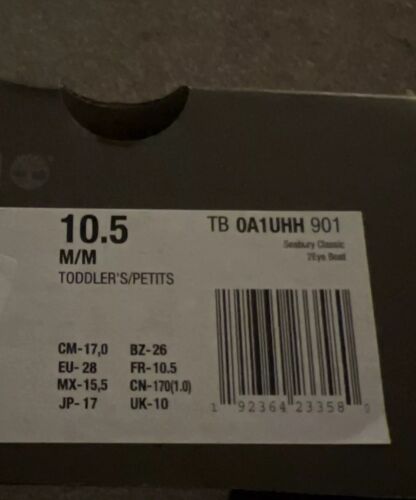 10.5
M/M
TODDLER'S/PETITS
TB 0A1UHH 901
Seabury Classic
2Eye Boat
CM-17,0 BZ-26
EU-28 FR-10.5
MX-15,5 CN-170(1.0)
JP-17 UK-10
1 92364 23358 0